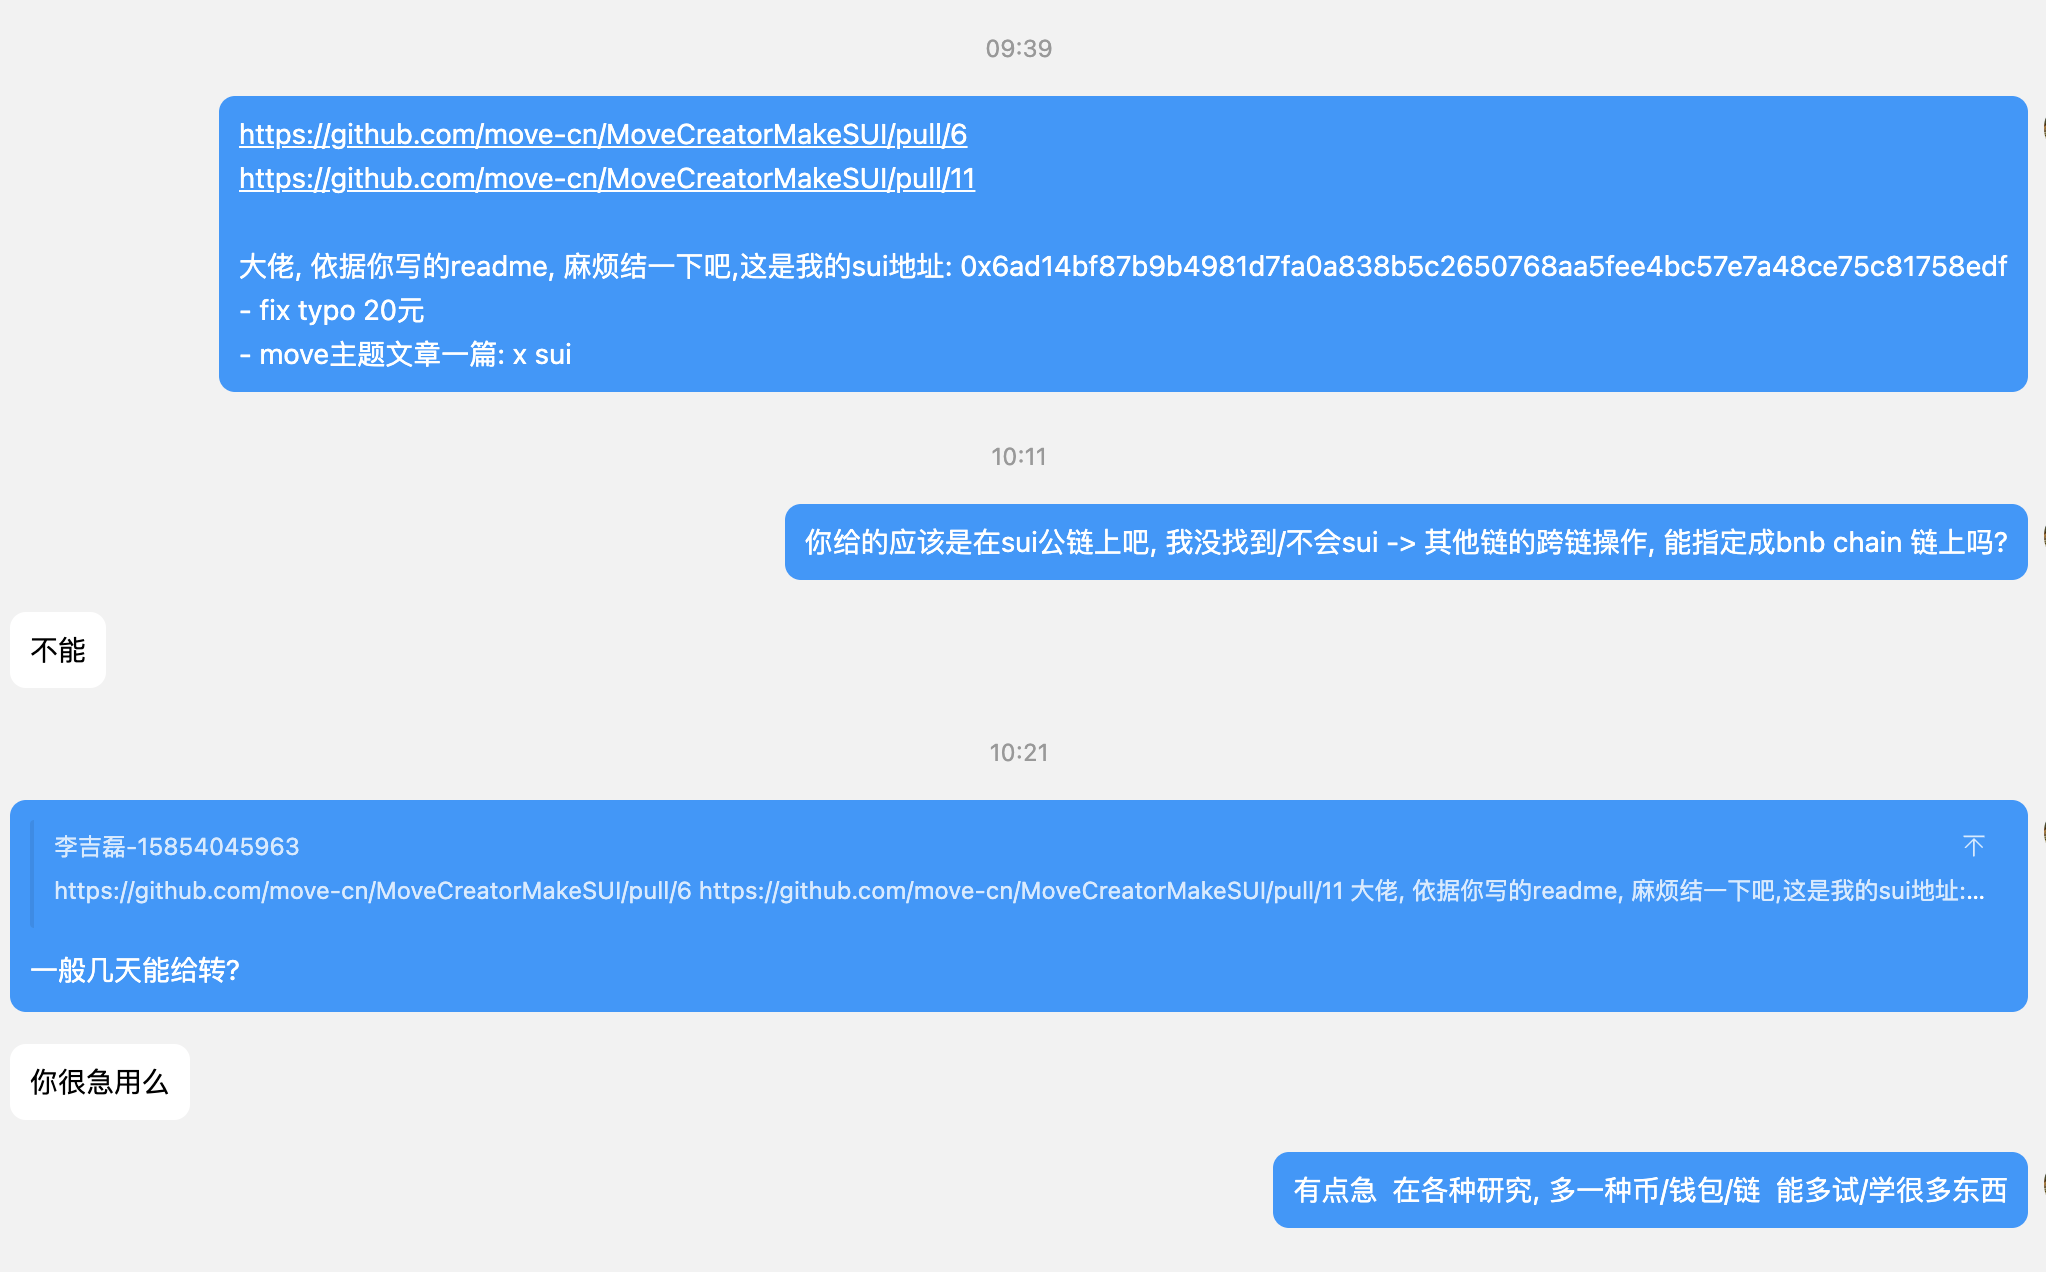 09:39
https://github.com/move-cn/MoveCreatorMakeSUI/pull/6
https://github.com/move-cn/MoveCreatorMakeSUI/pull/11
大佬, 依据你写的readme, 麻烦结一下吧,这是我的sui地址: 0x6ad14bf87b9b4981d7fa0a838b5c2650768aa5fee4bc57e7a48ce75c81758edf
- fix typo 20元
- move主题文章一篇: x sui
10:11
你给的应该是在sui公链上吧, 我没找到/不会sui -> 其他链的跨链操作, 能指定成bnb chain 链上吗?
不能
10:21
李吉磊-15854045963
https://github.com/move-cn/MoveCreatorMakeSUI/pull/6 https://github.com/move-cn/MoveCreatorMakeSUI/pull/11 大佬, 依据你写的readme, 麻烦结一下吧,这是我的sui地址:...
一般几天能给转?
你很急用么
有点急 在各种研究, 多一种币/钱包/链 能多试/学很多东西